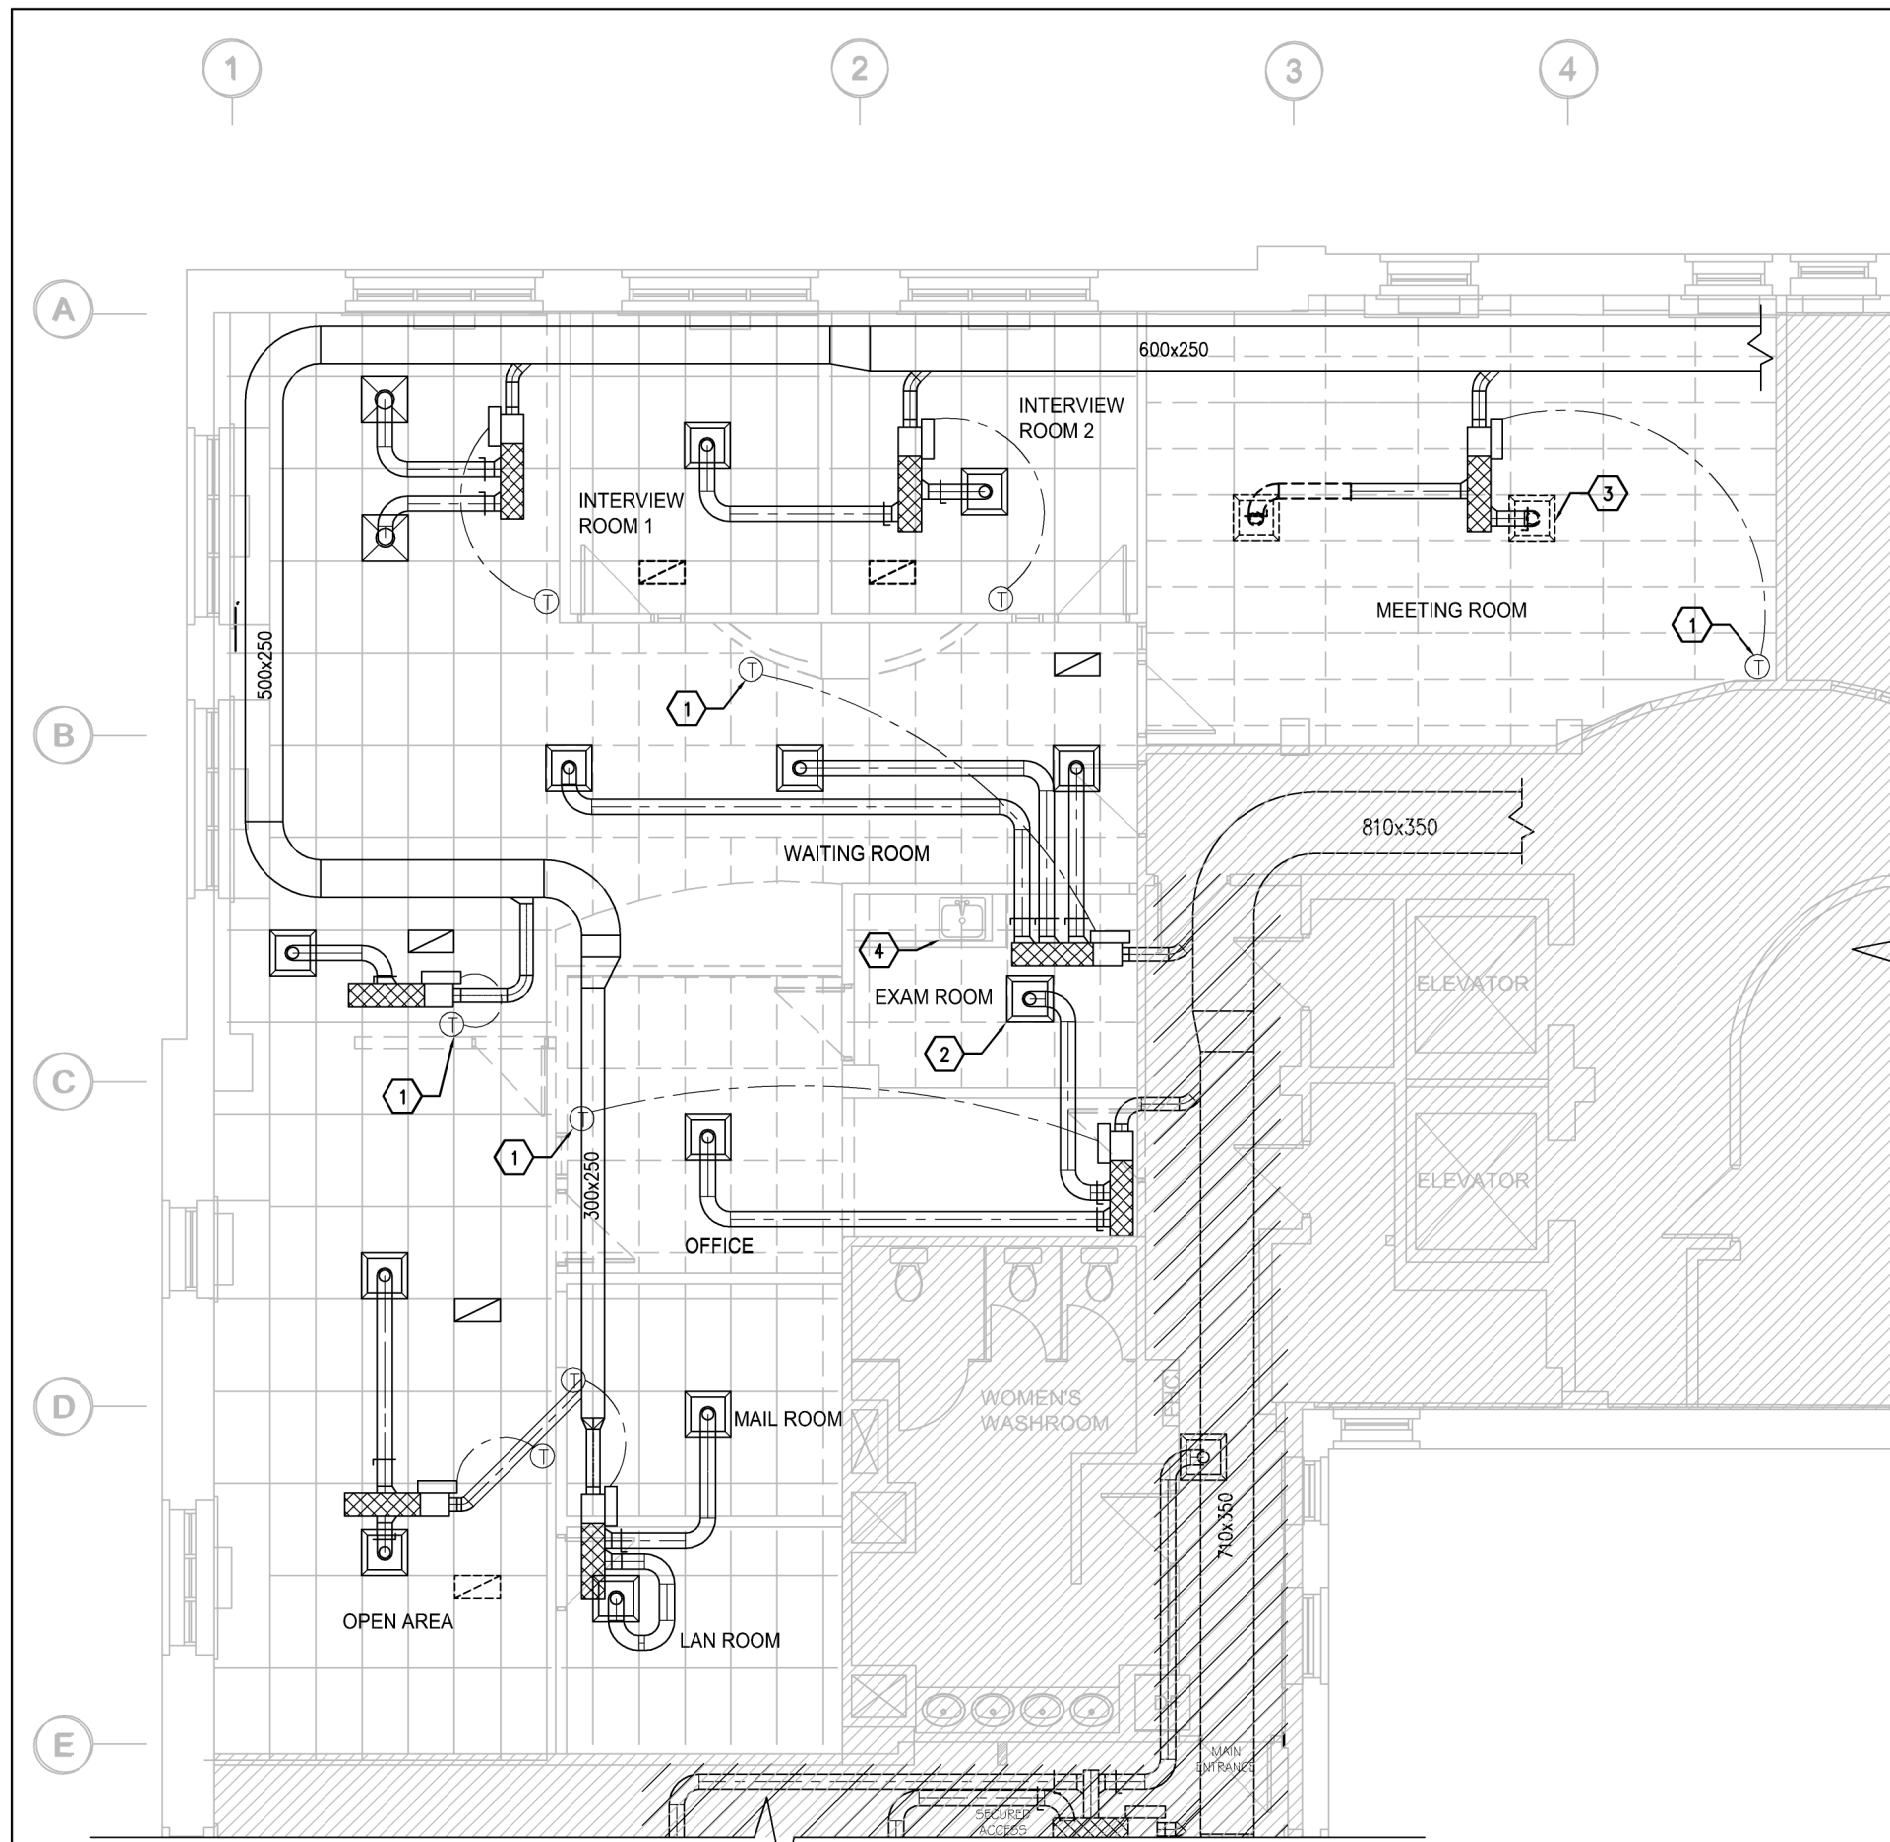 1
2
3
4
A
600x250
INTERVIEW
ROOM 2
INTERVIEW
ROOM 1
3
T
T
MEETING ROOM
1
T
500x250
T
1
B
810x350
WAITING ROOM
4
ELEVATOR
EXAM ROOM
T
2
C
1
T
1
300x250
ELEVATOR
OFFICE
T
D
WOMEN'S
WASHROOM
MAIL ROOM
T
710x350
OPEN AREA
LAN ROOM
E
MAIN
ENTRANCE
SECURED
ACCESS